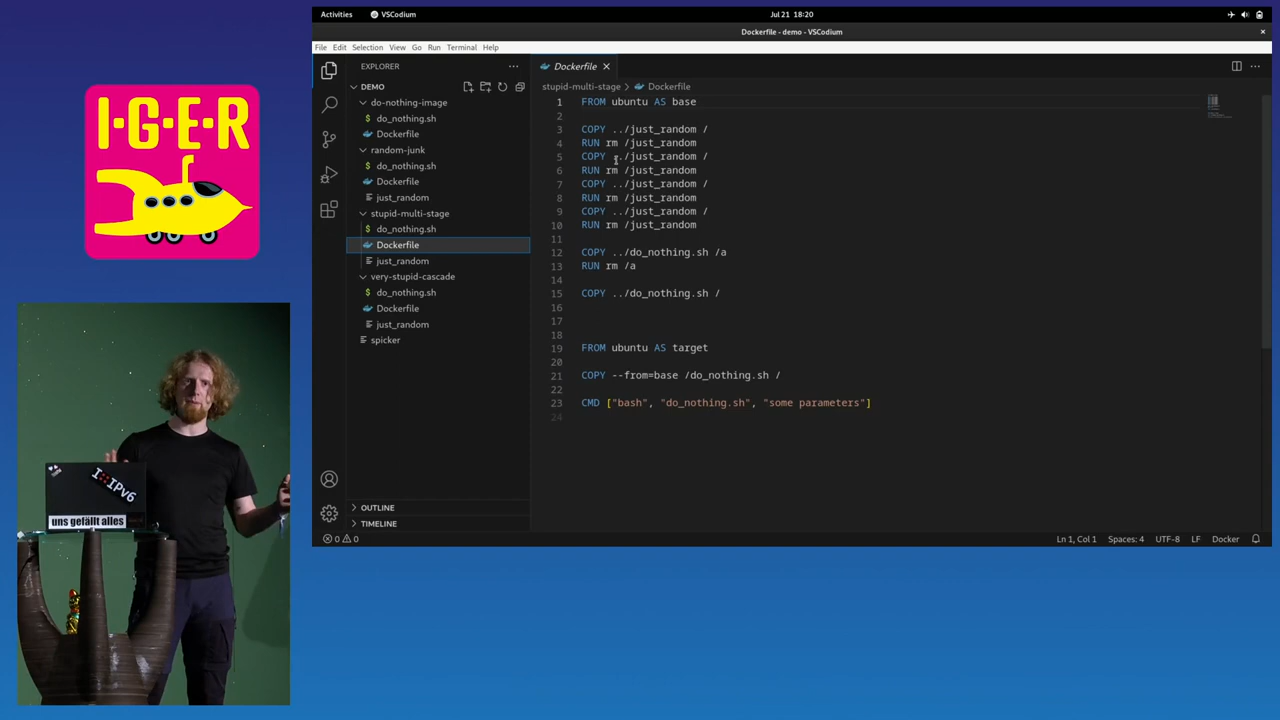 I·G·E·R
I::IPv6
uns gefällt alles
Activities
VSCodium
Jul 21 18:20
Dockerfile - demo - VSCodium
File Edit Selection View Go Run Terminal Help
EXPLORER
DEMO
do-nothing-image
do_nothing.sh
Dockerfile
random-junk
do_nothing.sh
Dockerfile
just_random
stupid-multi-stage
do_nothing.sh
Dockerfile
just_random
very-stupid-cascade
do_nothing.sh
Dockerfile
just_random
spicker
OUTLINE
TIMELINE
Dockerfile
stupid-multi-stage > Dockerfile
1 FROM ubuntu AS base
2
3 COPY ../just_random /
4 RUN rm /just_random
5 COPY ../just_random /
6 RUN rm /just_random
7 COPY ../just_random /
8 RUN rm /just_random
9 COPY ../just_random /
10 RUN rm /just_random
11
12 COPY ../do_nothing.sh /a
13 RUN rm /a
14
15 COPY ../do_nothing.sh /
16
17
18
19 FROM ubuntu AS target
20
21 COPY --from=base /do_nothing.sh /
22
23 CMD ["bash", "do_nothing.sh", "some parameters"]
24
0 0
Ln 1, Col 1 Spaces: 4 UTF-8 LF Docker